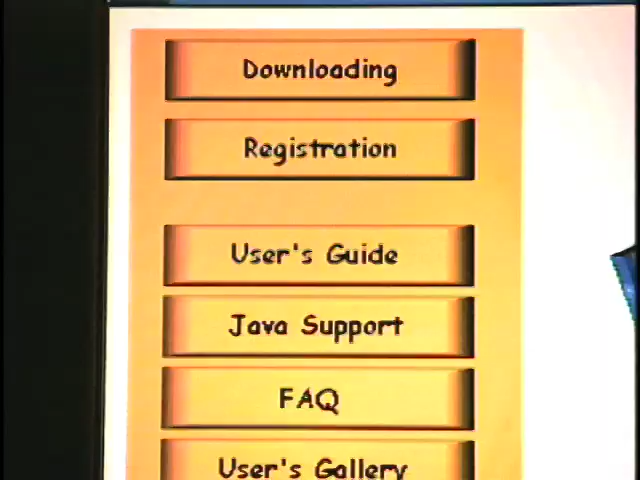 Downloading
Registration
User's Guide
Java Support
FAQ
User's Gallery